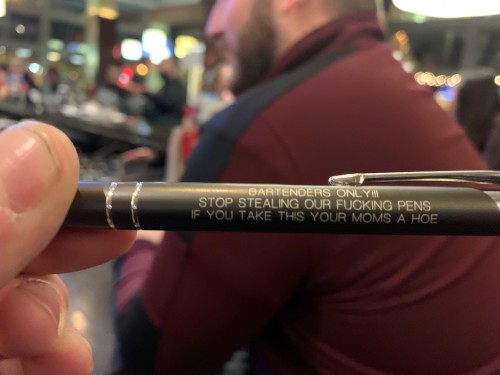 BARTENDERS ONLY!!!
STOP STEALING OUR FUCKING PENS
IF YOU TAKE THIS YOUR MOMS A HOE